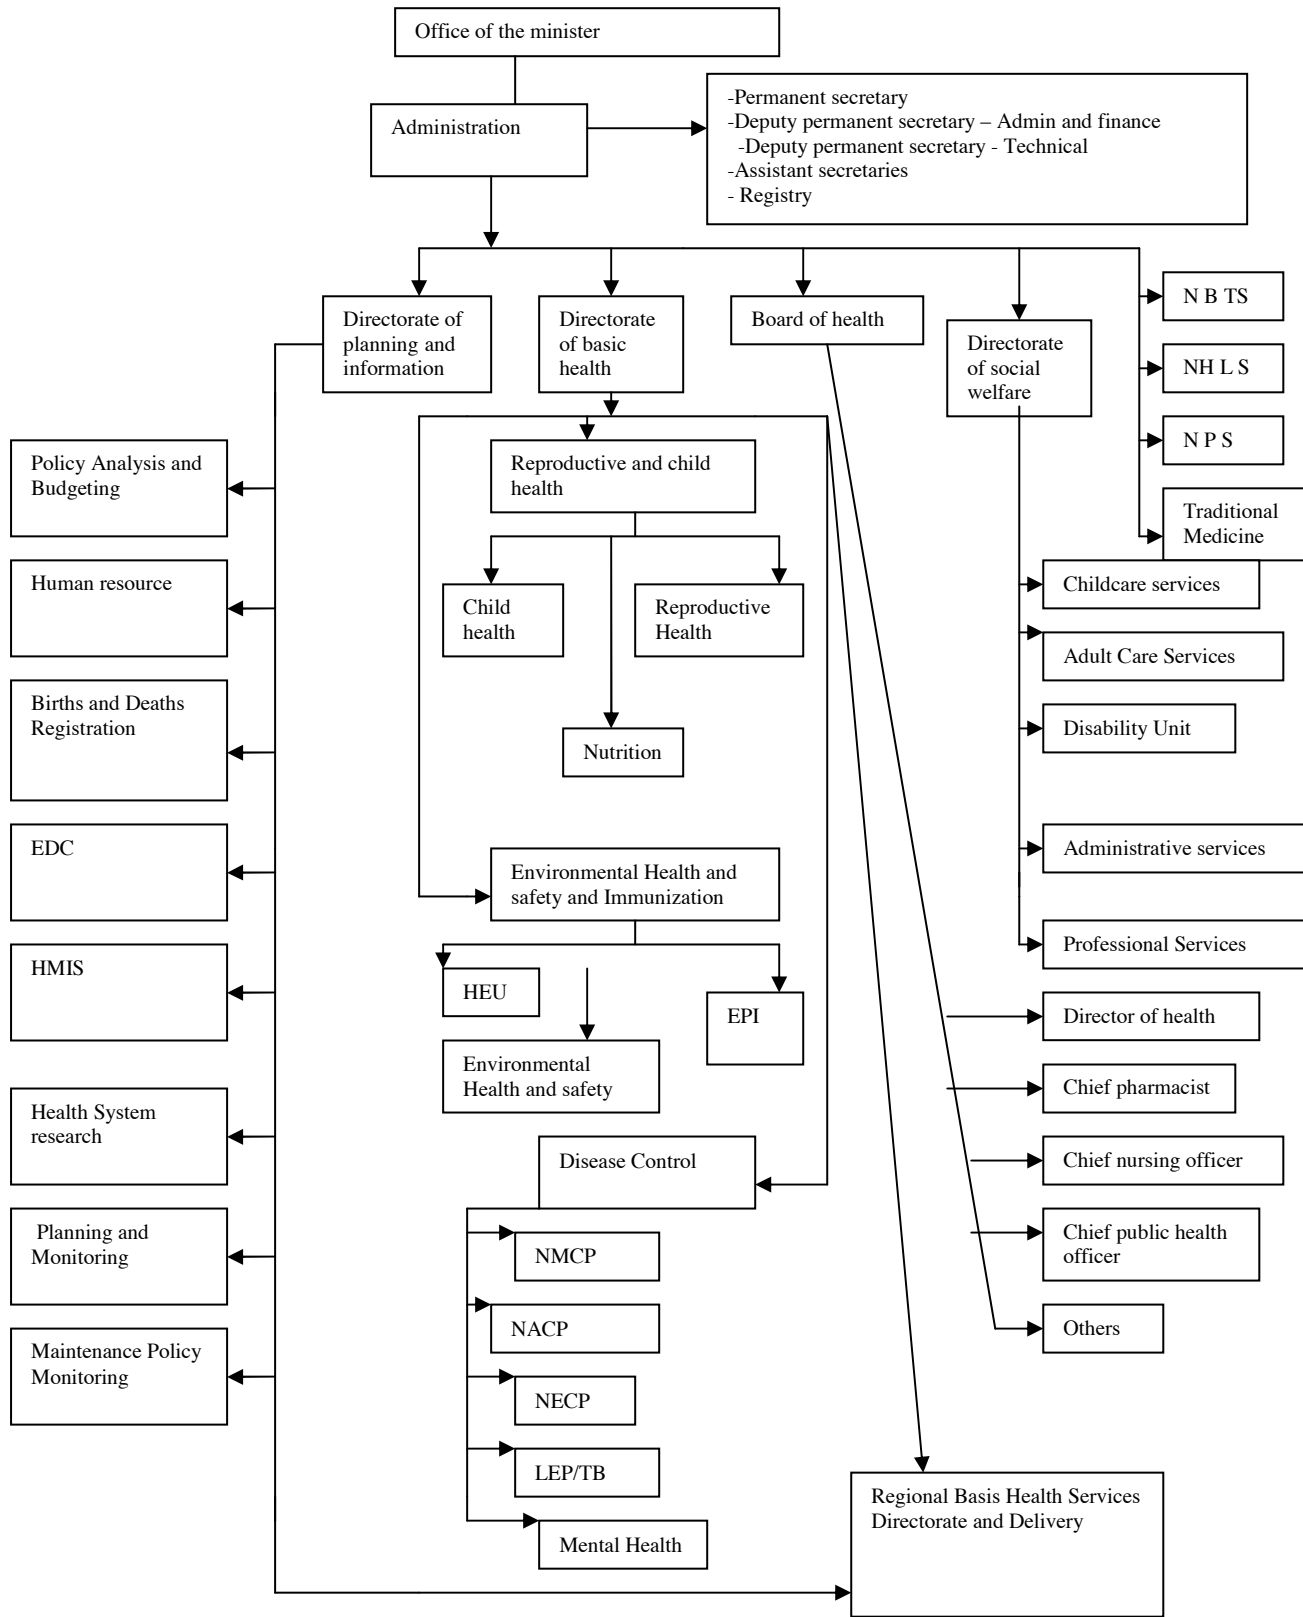 Office of the minister
Administration
-Permanent secretary
-Deputy permanent secretary – Admin and finance
-Deputy permanent secretary - Technical
-Assistant secretaries
- Registry
Directorate of
planning and
information
Directorate
of basic
health
Board of health
Directorate
of social
welfare
N B TS
NH L S
N P S
Traditional
Medicine
Policy Analysis and
Budgeting
Human resource
Births and Deaths
Registration
EDC
HMIS
Health System
research
Planning and
Monitoring
Maintenance Policy
Monitoring
Reproductive and child
health
Child
health
Reproductive
Health
Nutrition
Environmental Health and
safety and Immunization
HEU
EPI
Environmental
Health and safety
Disease Control
NMCP
NACP
NECP
LEP/TB
Mental Health
Childcare services
Adult Care Services
Disability Unit
Administrative services
Professional Services
Director of health
Chief pharmacist
Chief nursing officer
Chief public health
officer
Others
Regional Basis Health Services
Directorate and Delivery